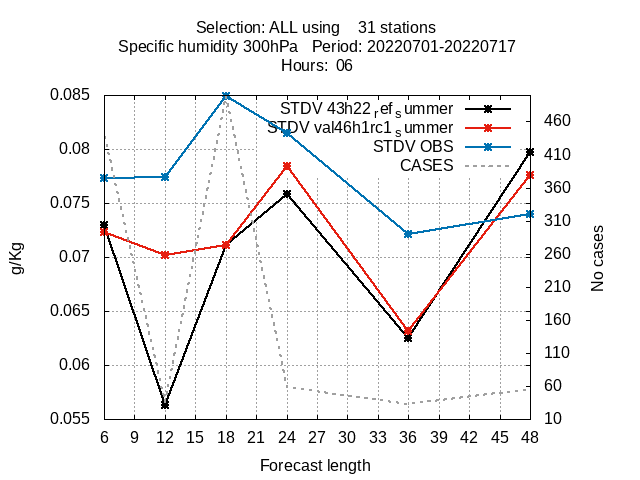 Selection: ALL using 31 stations
Specific humidity 300hPa Period: 20220701-20220717
Hours: 06
STDV 43h22ref summer
STDV val46h1rc1summer
STDV OBS
CASES
g/Kg
0.085
0.08
0.075
0.07
0.065
0.06
0.055
460
410
360
310
260
210
160
110
60
10
No cases
6 9 12 15 18 21 24 27 30 33 36 39 42 45 48
Forecast length